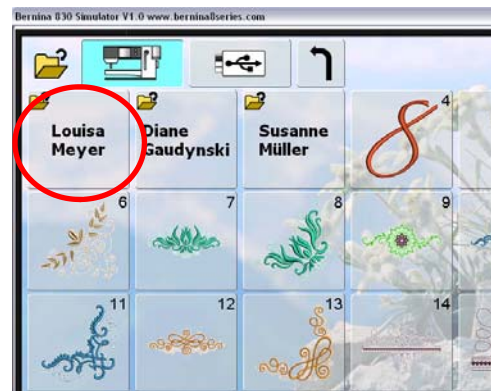 Bernina 830 Simulator V1.0 www.bernina8series.com
Louisa
Meyer
Diane
Gaudynski
Susanne
Müller
4
6
7
8
9
11
12
13
14